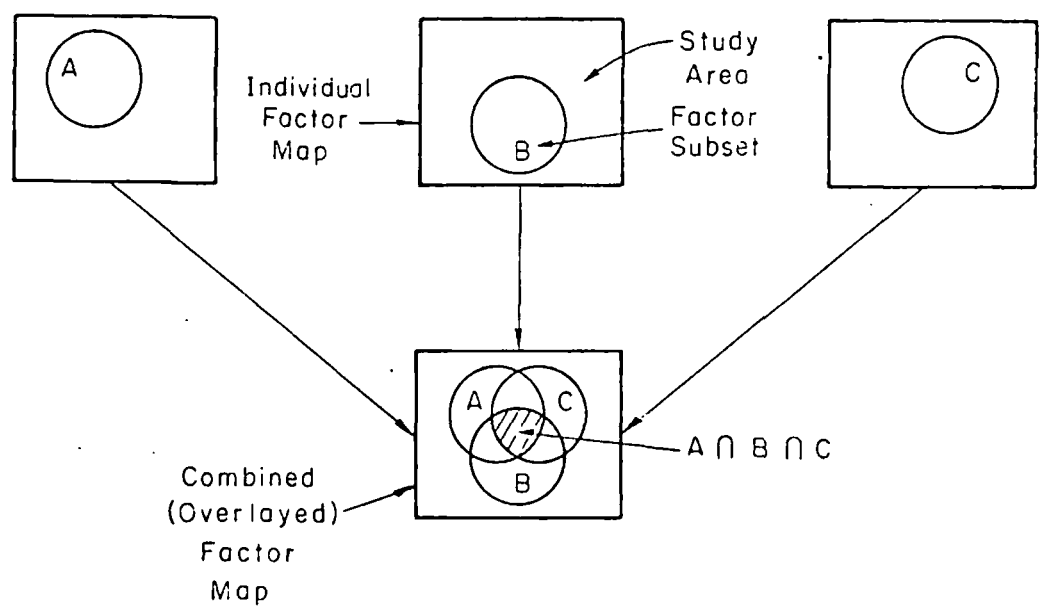 A
Individual
Factor
Map
B
Study
Area
Factor
Subset
C
A
C
B
A ∩ B ∩ C
Combined
(Overlayed)
Factor
Map